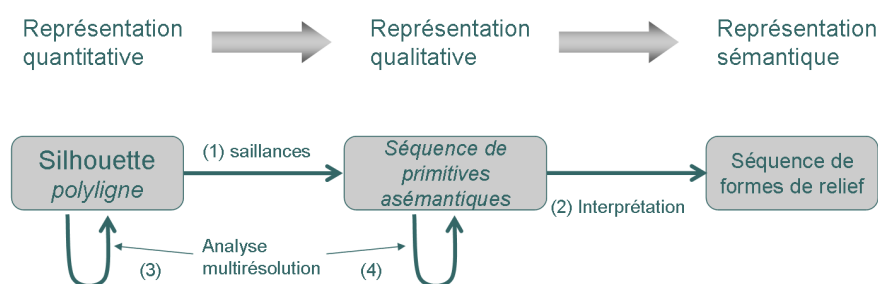 Représentation
quantitative
Représentation
qualitative
Représentation
sémantique
Silhouette
polyligne
(1) saillances
Séquence de
primitives
asémantiques
(2) Interprétation
Séquence de
formes de relief
(3)
Analyse
multirésolution
(4)